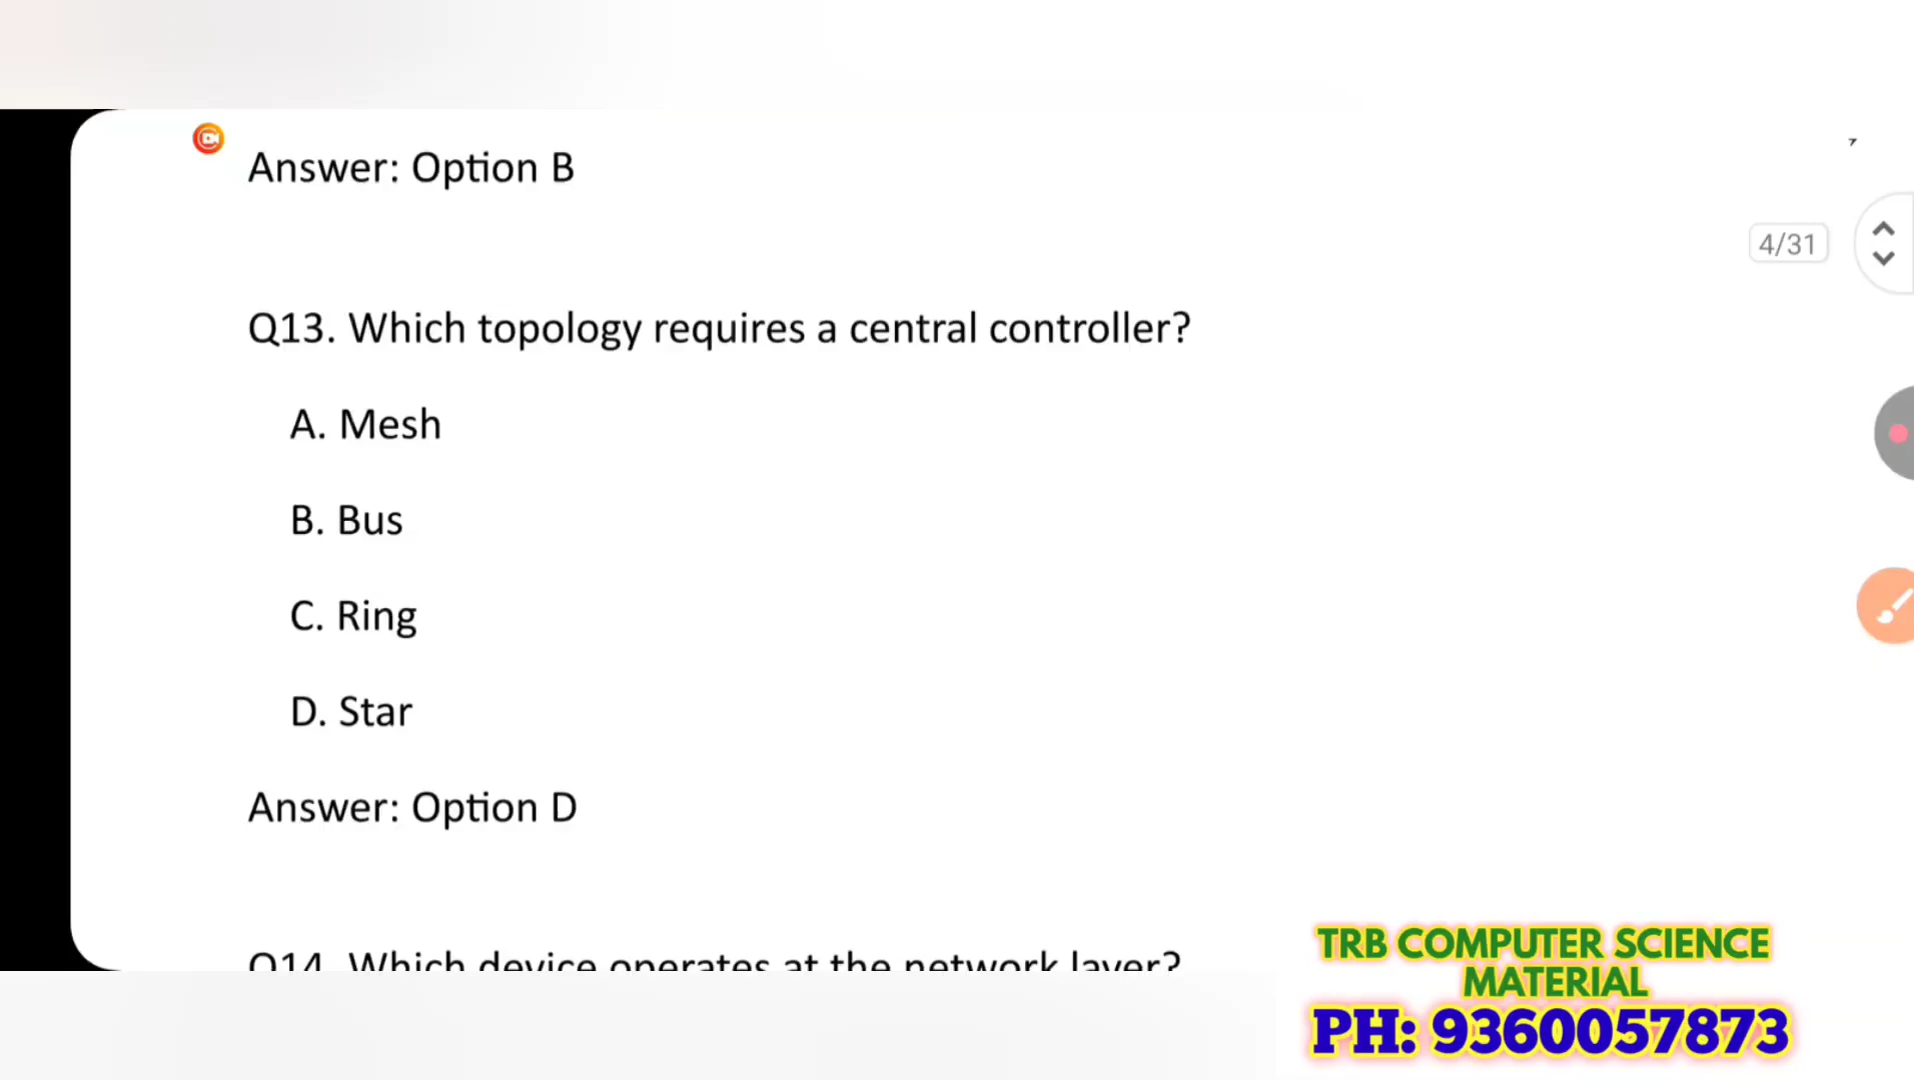 Answer: Option B
4/31
Q13. Which topology requires a central controller?
A. Mesh
B. Bus
C. Ring
D. Star
Answer: Option D
Q14. Which device operates at the network layer?
TRB COMPUTER SCIENCE
MATERIAL
PH: 9360057873